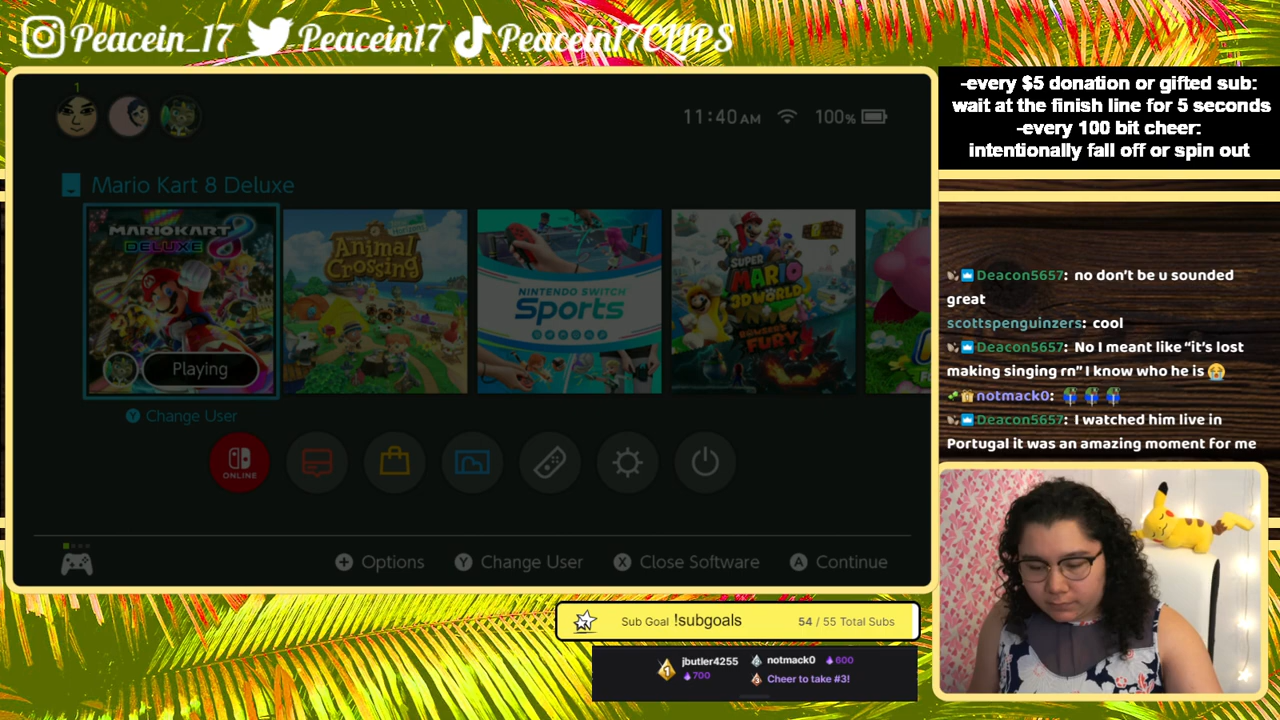 Peacein_17 Peacein17 Peacein17ClIPS
-every $5 donation or gifted sub:
wait at the finish line for 5 seconds
-every 100 bit cheer:
intentionally fall off or spin out
1
11:40 AM 100%
Mario Kart 8 Deluxe
MARIOKART 8
DELUXE
Playing
Animal
Crossing
NINTENDO SWITCH
Sports
SUPER
MARIO
3D WORLD
FURY
Change User
ONLINE
Options Change User Close Software Continue
Deacon5657: no don't be u sounded
great
scottspenguinzers: cool
Deacon5657: No I meant like "it's lost
making singing rn" I know who he is
notmack0:
Deacon5657: I watched him live in
Portugal it was an amazing moment for me
Sub Goal !subgoals 54 / 55 Total Subs
1 jbutler4255 700
notmack0 600
Cheer to take #3!